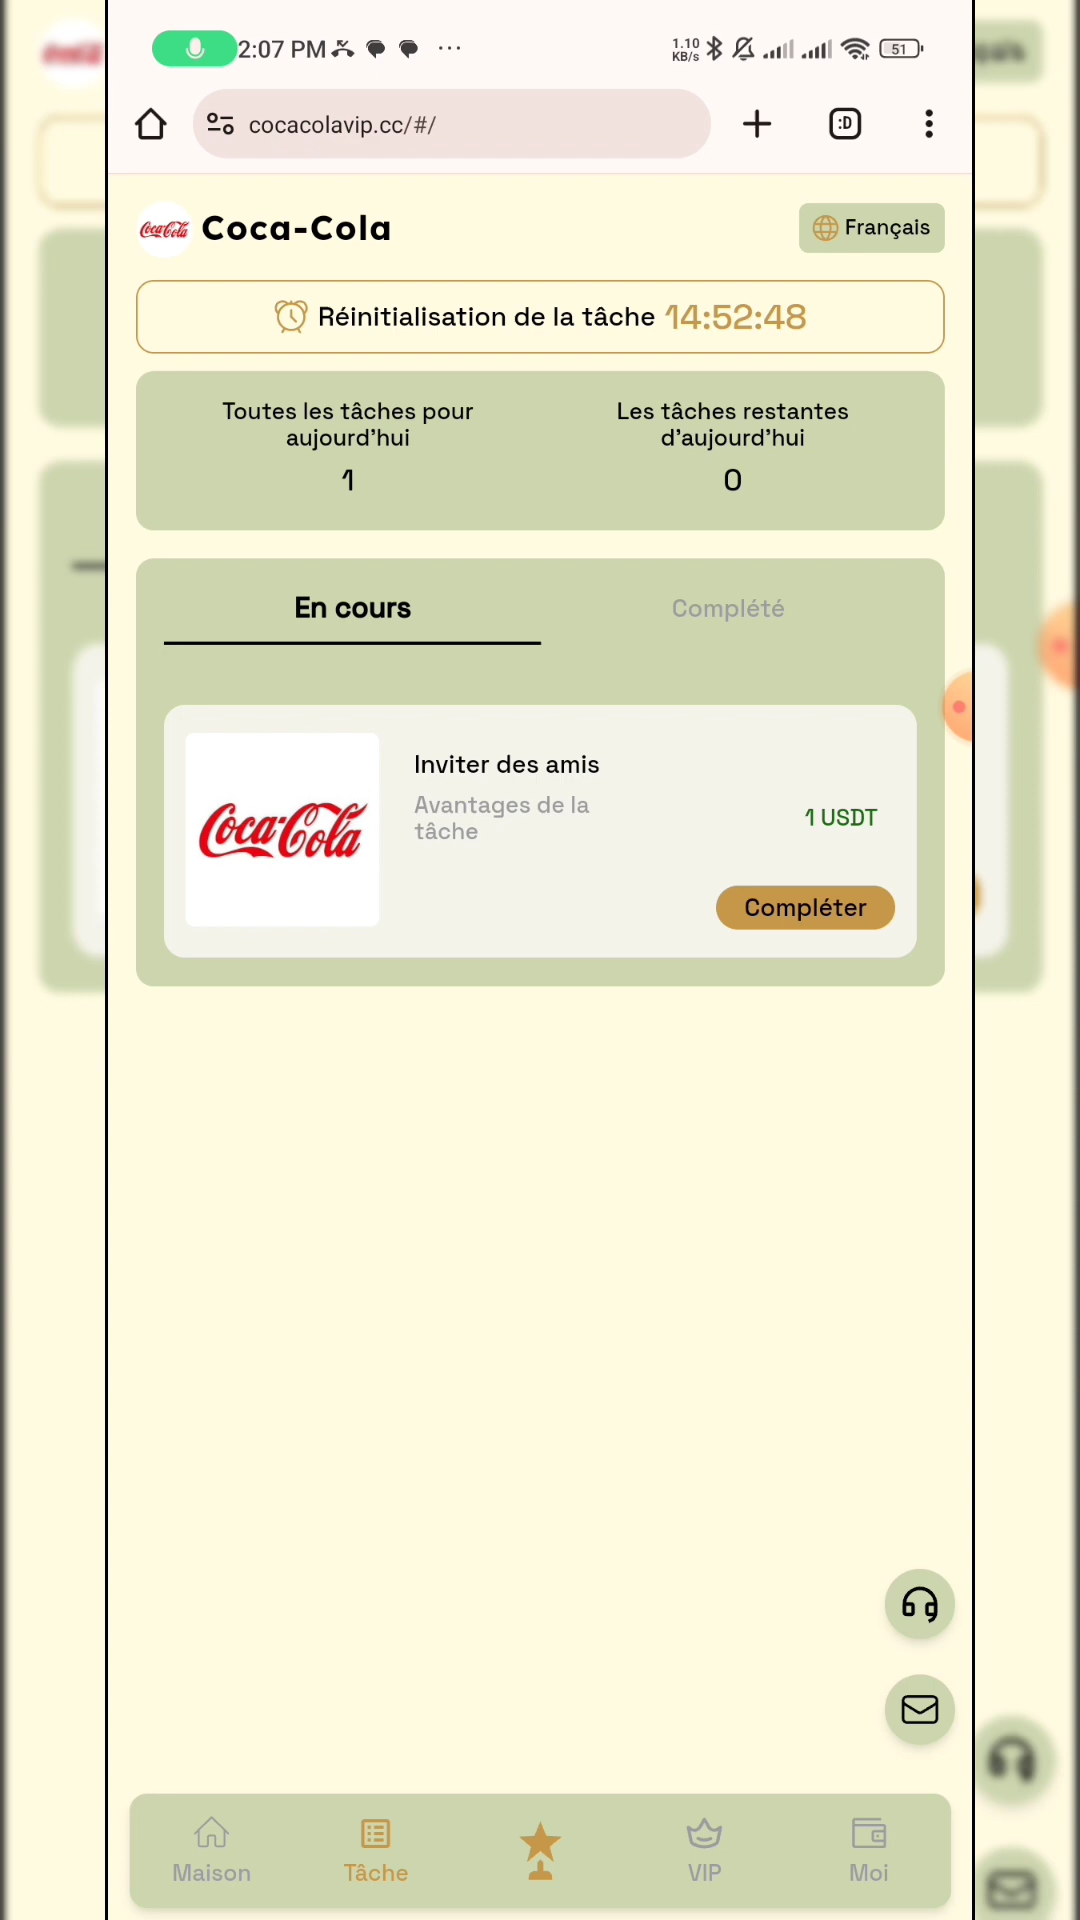 2:07 PM
1.10 KB/s
51
cocacolavip.cc/#/
:D
Coca-Cola
Coca-Cola
Français
Réinitialisation de la tâche 14:52:48
Toutes les tâches pour
aujourd'hui
1
Les tâches restantes
d'aujourd'hui
0
En cours
Complété
Coca-Cola
Inviter des amis
Avantages de la
tâche
1 USDT
Compléter
Maison
Tâche
VIP
Moi